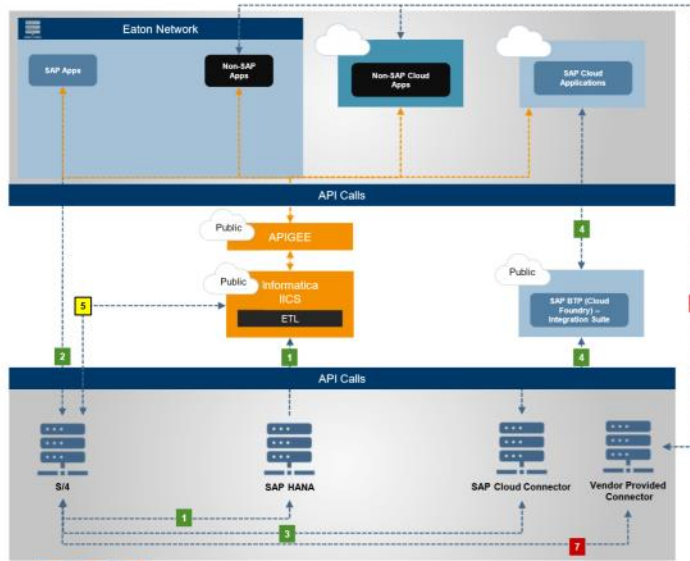 Eaton Network
SAP Apps
Non-SAP
Apps
Non-SAP Cloud
Apps
SAP Cloud
Applications
API Calls
Public
APIGEE
4
Public
Informatica
IICS
ETL
Public
SAP BTP (Cloud
Foundry) –
Integration Suite
5
2
1
4
API Calls
S/4
SAP HANA
SAP Cloud Connector
Vendor Provided
Connector
1
3
7